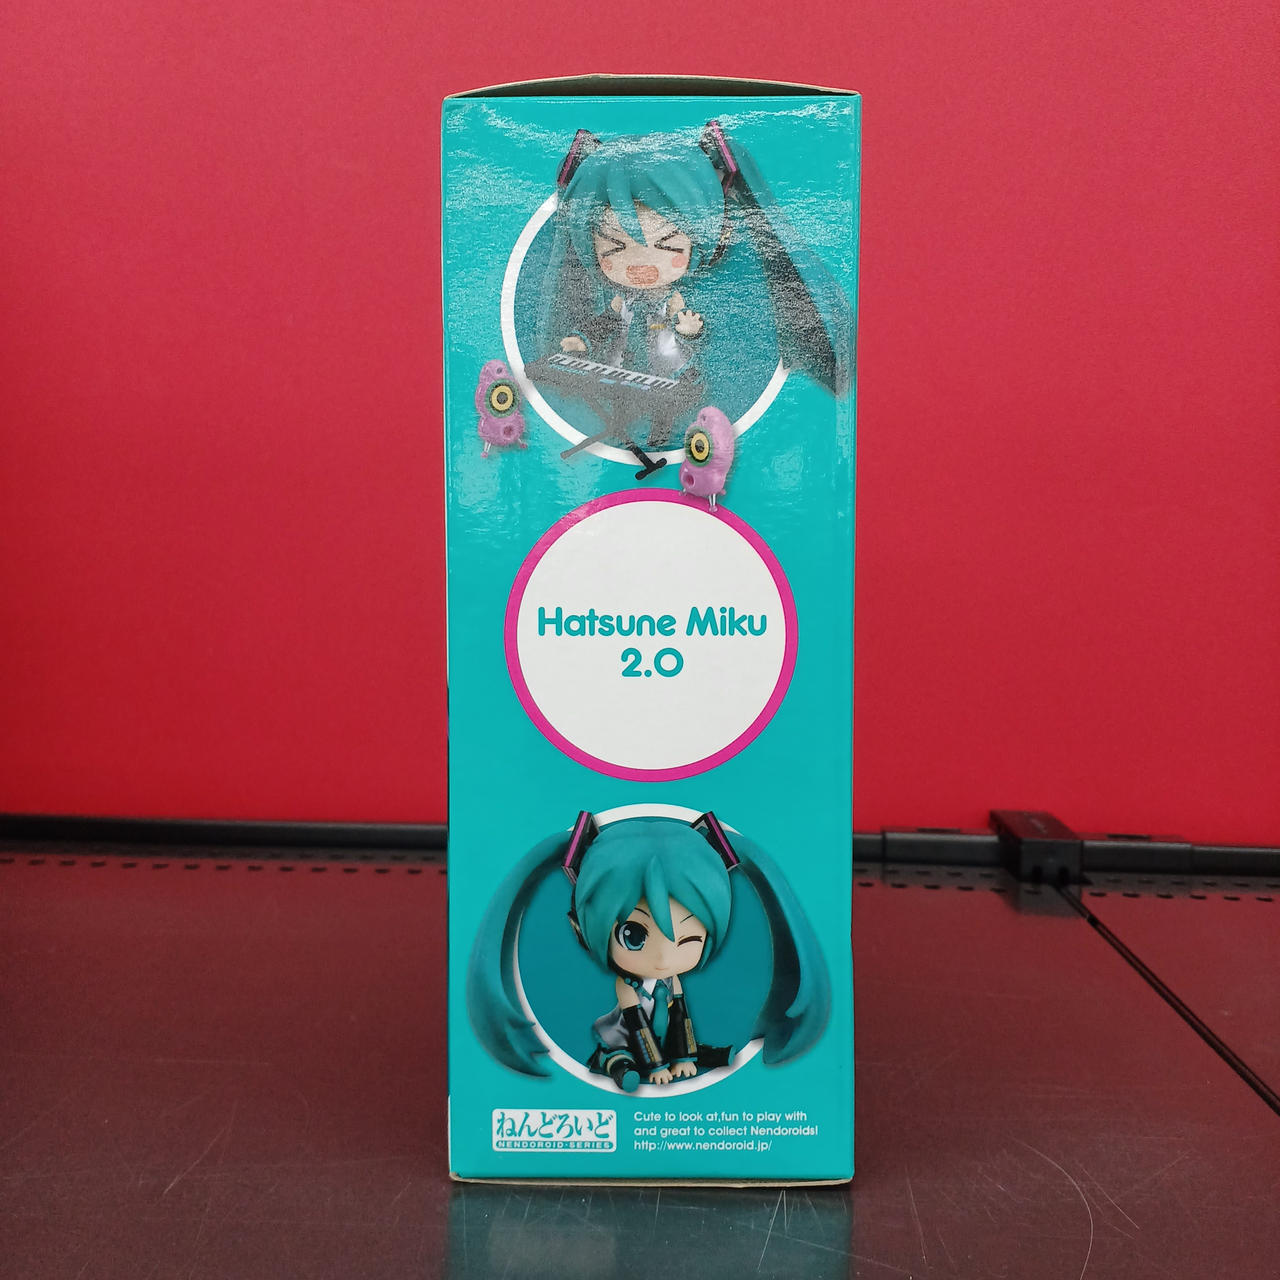 Hatsune Miku
2.0
ねんどろいど
NENDOROID·SERIES
Cute to look at,fun to play with
and great to collect Nendoroids!
http://www.nendoroid.jp/